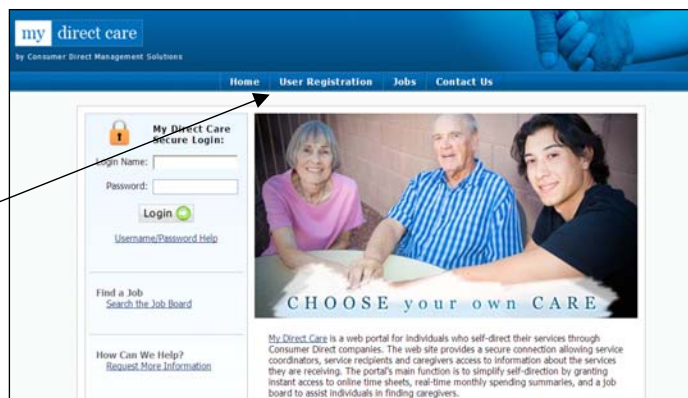 my direct care
by Consumer Direct Management Solutions
Home User Registration Jobs Contact Us
My Direct Care
Secure Login:
Login Name:
Password:
Login
Username/Password Help
Find a Job
Search the Job Board
How Can We Help?
Request More Information
CHOOSE your own CARE
My Direct Care is a web portal for individuals who self-direct their services through
Consumer Direct companies. The web site provides a secure connection allowing service
coordinators, service recipients and caregivers access to information about the services
they are receiving. The portal's main function is to simplify self-direction by granting
instant access to online time sheets, real-time monthly spending summaries, and a job
board to assist individuals in finding caregivers.